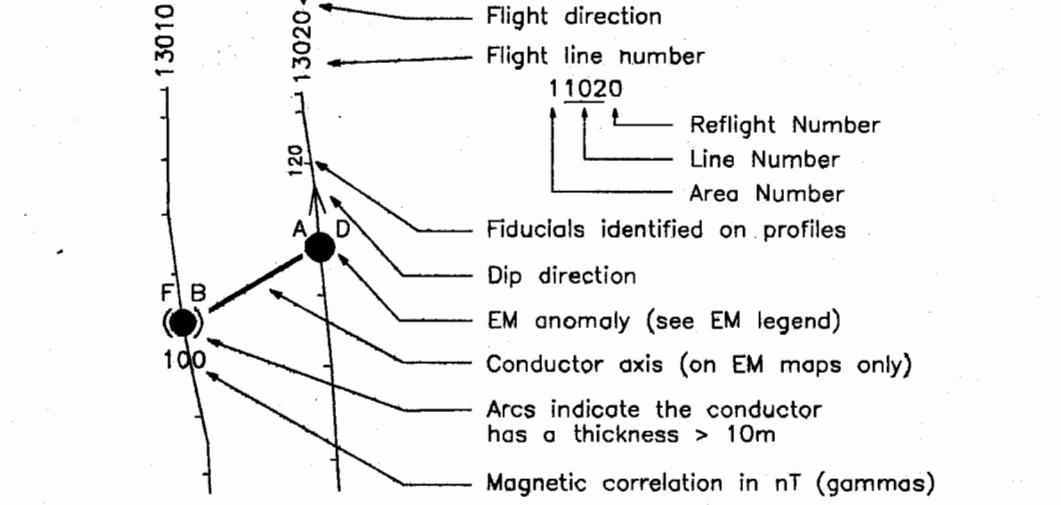 13010
13020
Flight direction
Flight line number
11020
Reflight Number
Line Number
Area Number
120
Fiducials identified on profiles
A D
Dip direction
F B
EM anomaly (see EM legend)
100
Conductor axis (on EM maps only)
Arcs indicate the conductor
has a thickness > 10m
Magnetic correlation in nT (gammas)